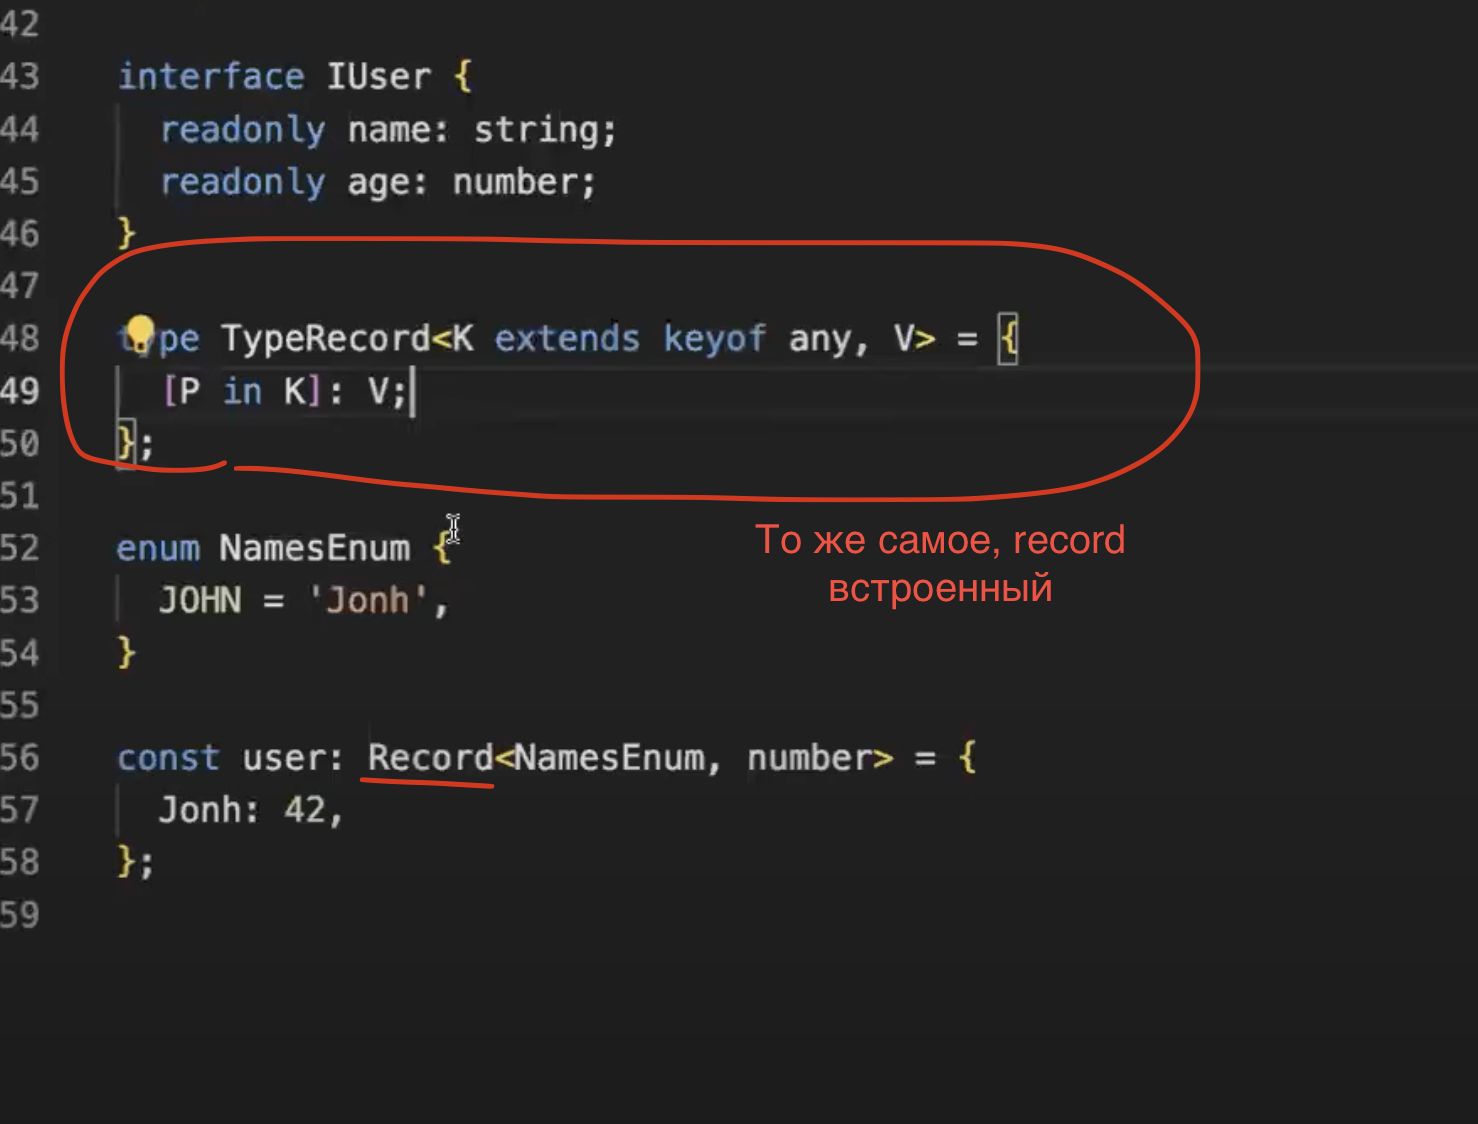 42
43 interface IUser {
44 readonly name: string;
45 readonly age: number;
46 }
47
48 type TypeRecord<K extends keyof any, V> = {
49 [P in K]: V;
50 };
51
52 enum NamesEnum {
53 JOHN = 'Jonh',
54 }
55
56 const user: Record<NamesEnum, number> = {
57 Jonh: 42,
58 };
59
То же самое, record
встроенный